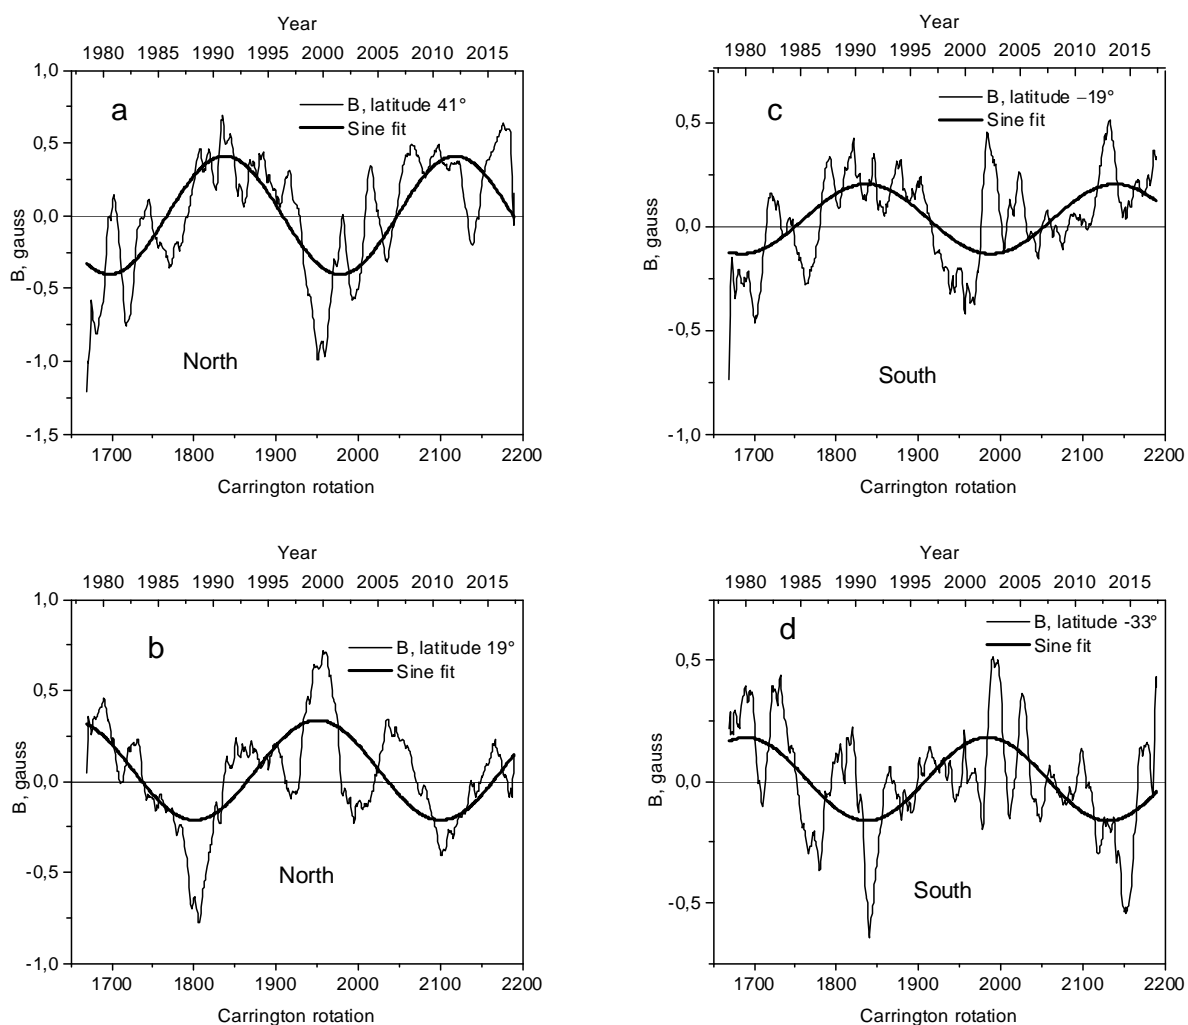 Year
1980 1985 1990 1995 2000 2005 2010 2015
1,0
0,5
0,0
-0,5
-1,0
-1,5
B, gauss
a
B, latitude 41°
Sine fit
North
1700 1800 1900 2000 2100 2200
Carrington rotation
Year
1980 1985 1990 1995 2000 2005 2010 2015
0,5
0,0
-0,5
-1,0
B, gauss
c
B, latitude –19°
Sine fit
South
1700 1800 1900 2000 2100 2200
Carrington rotation
Year
1980 1985 1990 1995 2000 2005 2010 2015
1,0
0,5
0,0
-0,5
-1,0
B, gauss
b
B, latitude 19°
Sine fit
North
1700 1800 1900 2000 2100 2200
Carrington rotation
Year
1980 1985 1990 1995 2000 2005 2010 2015
0,5
0,0
-0,5
B, gauss
d
B, latitude -33°
Sine fit
South
1700 1800 1900 2000 2100 2200
Carrington rotation